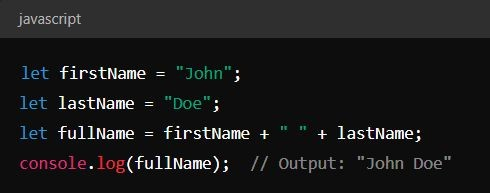 javascript
let firstName = "John";
let lastName = "Doe";
let fullName = firstName + " " + lastName;
console.log(fullName);  // Output: "John Doe"